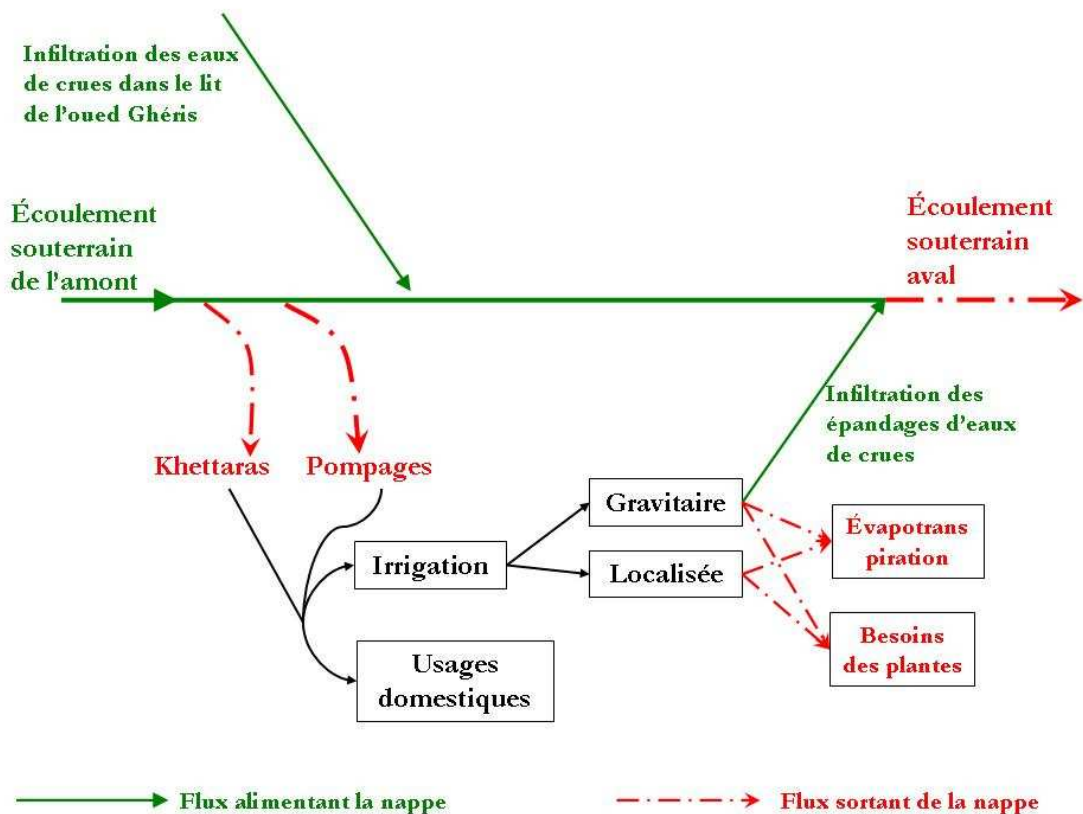 Infiltration des eaux
de crues dans le lit
de l'oued Ghéris
Écoulement
souterrain
de l'amont
Écoulement
souterrain
aval
Infiltration des
épandages d'eaux
de crues
Khettaras
Pompages
Gravitaire
Irrigation
Localisée
Évapotrans
piration
Usages
domestiques
Besoins
des plantes
Flux alimentant la nappe
Flux sortant de la nappe